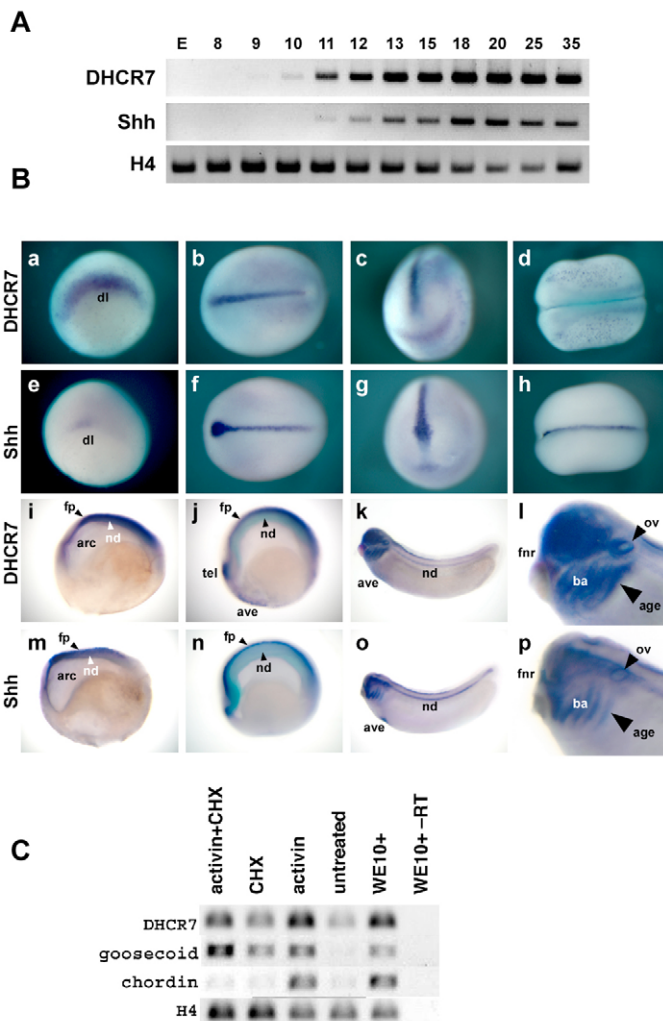 A
E 8 9 10 11 12 13 15 18 20 25 35
DHCR7
Shh
H4
B
DHCR7
a
dl
b
c
d
Shh
e
dl
f
g
h
DHCR7
i
fp
nd
arc
j
fp
nd
tel
ave
k
ave
nd
l
ov
fnr
ba
age
Shh
m
fp
nd
arc
n
fp
nd
o
ave
nd
p
ov
fnr
ba
age
C
activin+CHX
CHX
activin
untreated
WE10+
WE10+ –RT
DHCR7
goosecoid
chordin
H4